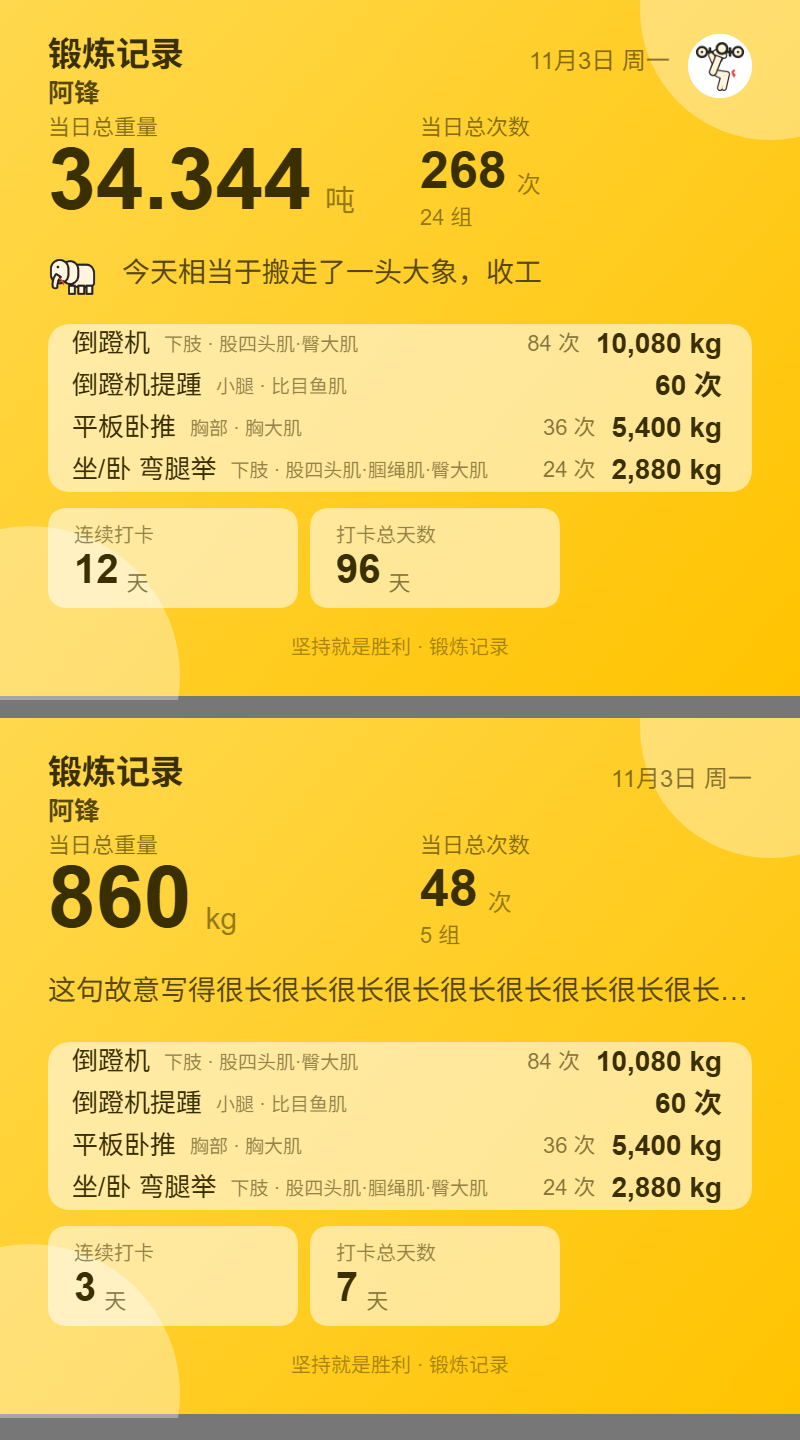 锻炼记录
11月3日 周一
阿锋
当日总重量
当日总次数
34.344 吨
268 次
24 组
今天相当于搬走了一头大象，收工
倒蹬机 下肢 · 股四头肌·臀大肌 84 次 10,080 kg
倒蹬机提踵 小腿 · 比目鱼肌 60 次
平板卧推 胸部 · 胸大肌 36 次 5,400 kg
坐/卧 弯腿举 下肢 · 股四头肌·腘绳肌·臀大肌 24 次 2,880 kg
连续打卡
12 天
打卡总天数
96 天
坚持就是胜利 · 锻炼记录
锻炼记录
11月3日 周一
阿锋
当日总重量
当日总次数
860 kg
48 次
5 组
这句故意写得很长很长很长很长很长很长很长很长很长…
倒蹬机 下肢 · 股四头肌·臀大肌 84 次 10,080 kg
倒蹬机提踵 小腿 · 比目鱼肌 60 次
平板卧推 胸部 · 胸大肌 36 次 5,400 kg
坐/卧 弯腿举 下肢 · 股四头肌·腘绳肌·臀大肌 24 次 2,880 kg
连续打卡
3 天
打卡总天数
7 天
坚持就是胜利 · 锻炼记录